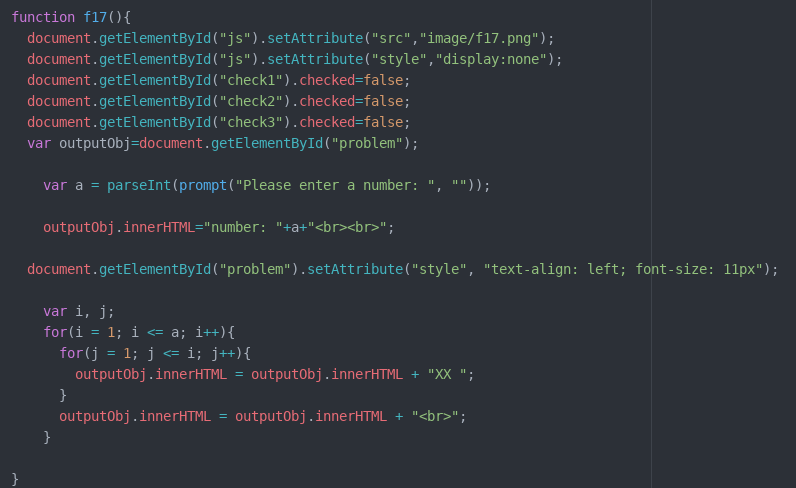 function f17(){
  document.getElementById("js").setAttribute("src","image/f17.png");
  document.getElementById("js").setAttribute("style","display:none");
  document.getElementById("check1").checked=false;
  document.getElementById("check2").checked=false;
  document.getElementById("check3").checked=false;
  var outputObj=document.getElementById("problem");

    var a = parseInt(prompt("Please enter a number: ", ""));

    outputObj.innerHTML="number: "+a+"<br><br>";

  document.getElementById("problem").setAttribute("style", "text-align: left; font-size: 11px");

    var i, j;
    for(i = 1; i <= a; i++){
      for(j = 1; j <= i; j++){
        outputObj.innerHTML = outputObj.innerHTML + "XX ";
      }
      outputObj.innerHTML = outputObj.innerHTML + "<br>";
    }

}